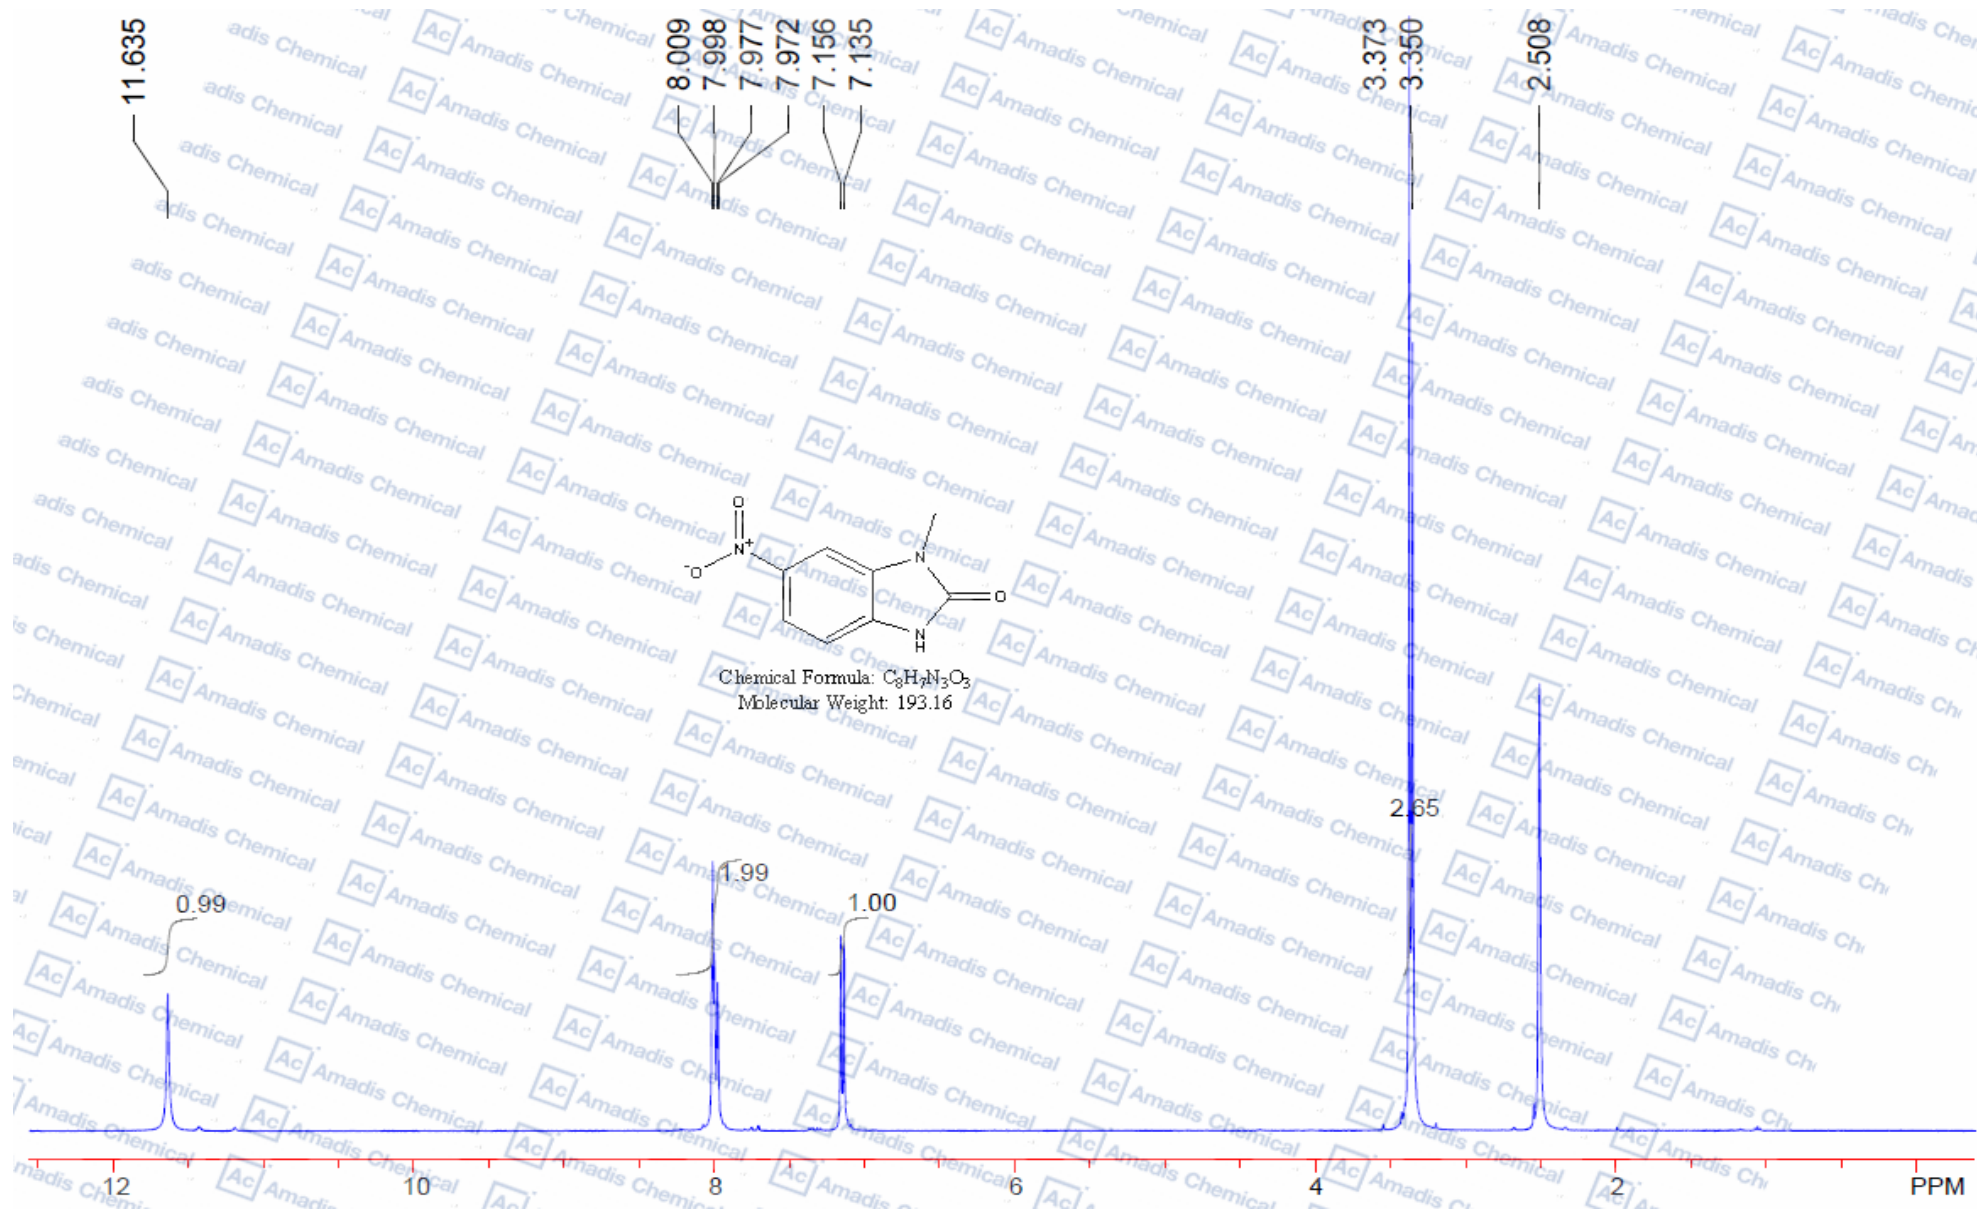 11.635
8.009
7.998
7.977
7.972
7.156
7.135
3.373
3.350
2.508
O
N+
-O
N
O
N
H
Chemical Formula: C8H7N3O3
Molecular Weight: 193.16
2.65
1.99
0.99
1.00
12 10 8 6 4 2 PPM
Ac Amadis Chemical